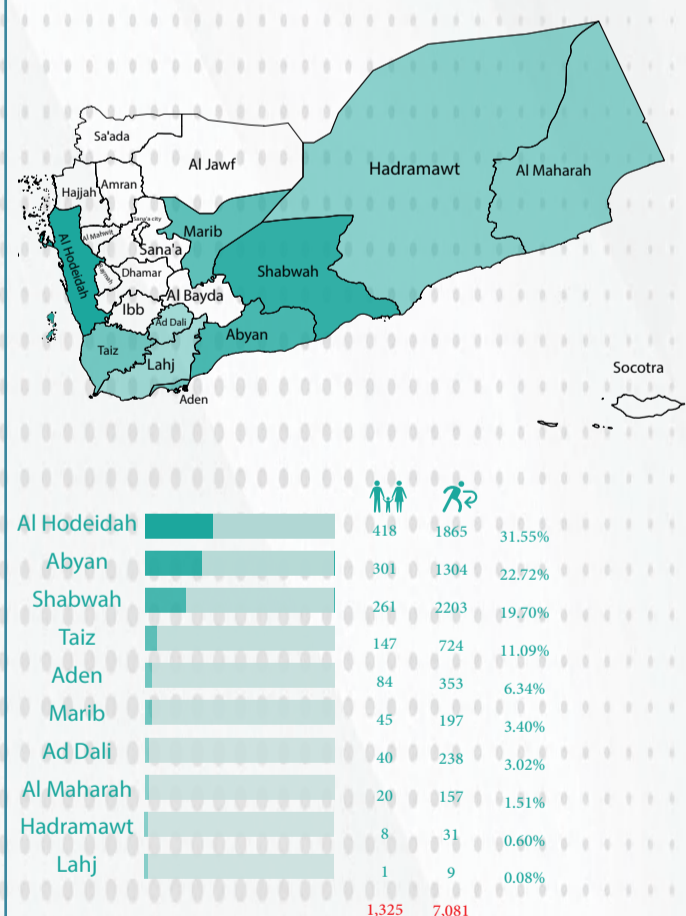 Sa'ada
Al Jawf
Hajjah
Amran
Hadramawt
Al Maharah
Sana'a city
Marib
Al Mahwit
Sana'a
Al Hodeidah
Dhamar
Shabwah
Al Bayda
Ibb
Ad Dali
Abyan
Taiz
Lahj
Socotra
Aden
Al Hodeidah 418 1865 31.55%
Abyan 301 1304 22.72%
Shabwah 261 2203 19.70%
Taiz 147 724 11.09%
Aden 84 353 6.34%
Marib 45 197 3.40%
Ad Dali 40 238 3.02%
Al Maharah 20 157 1.51%
Hadramawt 8 31 0.60%
Lahj 1 9 0.08%
1,325 7,081